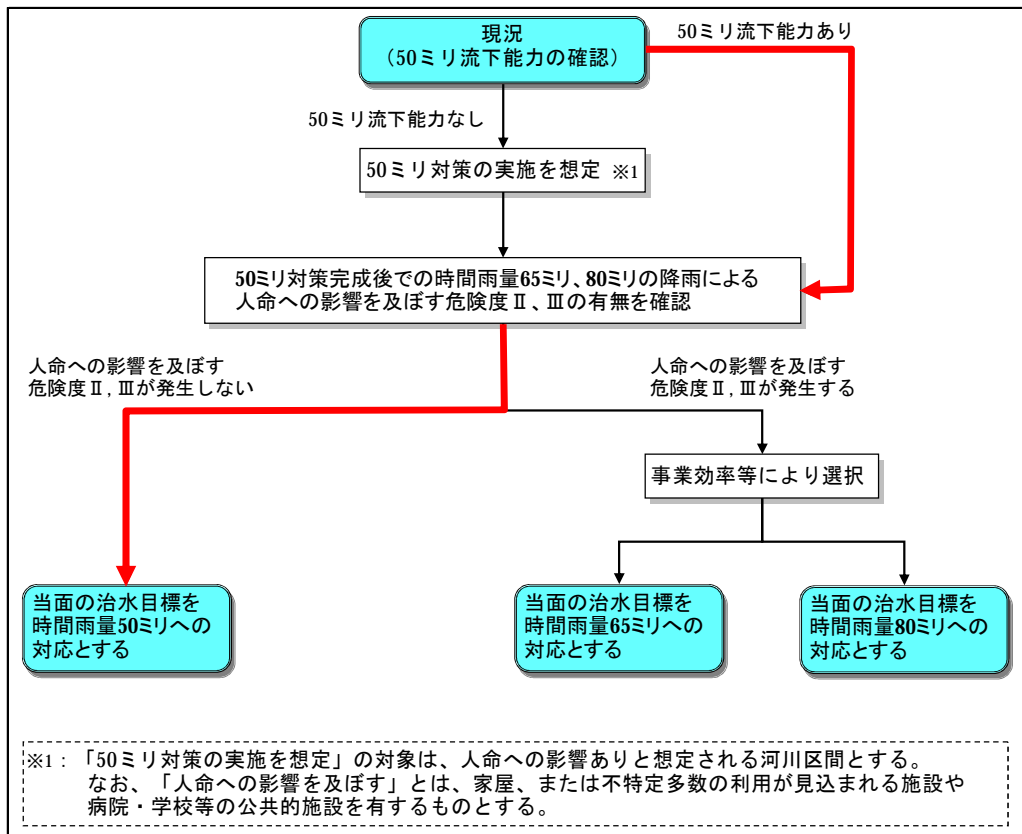 現況
(50ミリ流下能力の確認)
50ミリ流下能力あり
50ミリ流下能力なし
50ミリ対策の実施を想定 ※1
50ミリ対策完成後での時間雨量65ミリ、80ミリの降雨による
人命への影響を及ぼす危険度Ⅱ、Ⅲの有無を確認
人命への影響を及ぼす
危険度Ⅱ,Ⅲが発生しない
人命への影響を及ぼす
危険度Ⅱ,Ⅲが発生する
事業効率等により選択
当面の治水目標を
時間雨量50ミリへの
対応とする
当面の治水目標を
時間雨量65ミリへの
対応とする
当面の治水目標を
時間雨量80ミリへの
対応とする
※1：「50ミリ対策の実施を想定」の対象は、人命への影響ありと想定される河川区間とする。
なお、「人命への影響を及ぼす」とは、家屋、または不特定多数の利用が見込まれる施設や
病院・学校等の公共的施設を有するものとする。